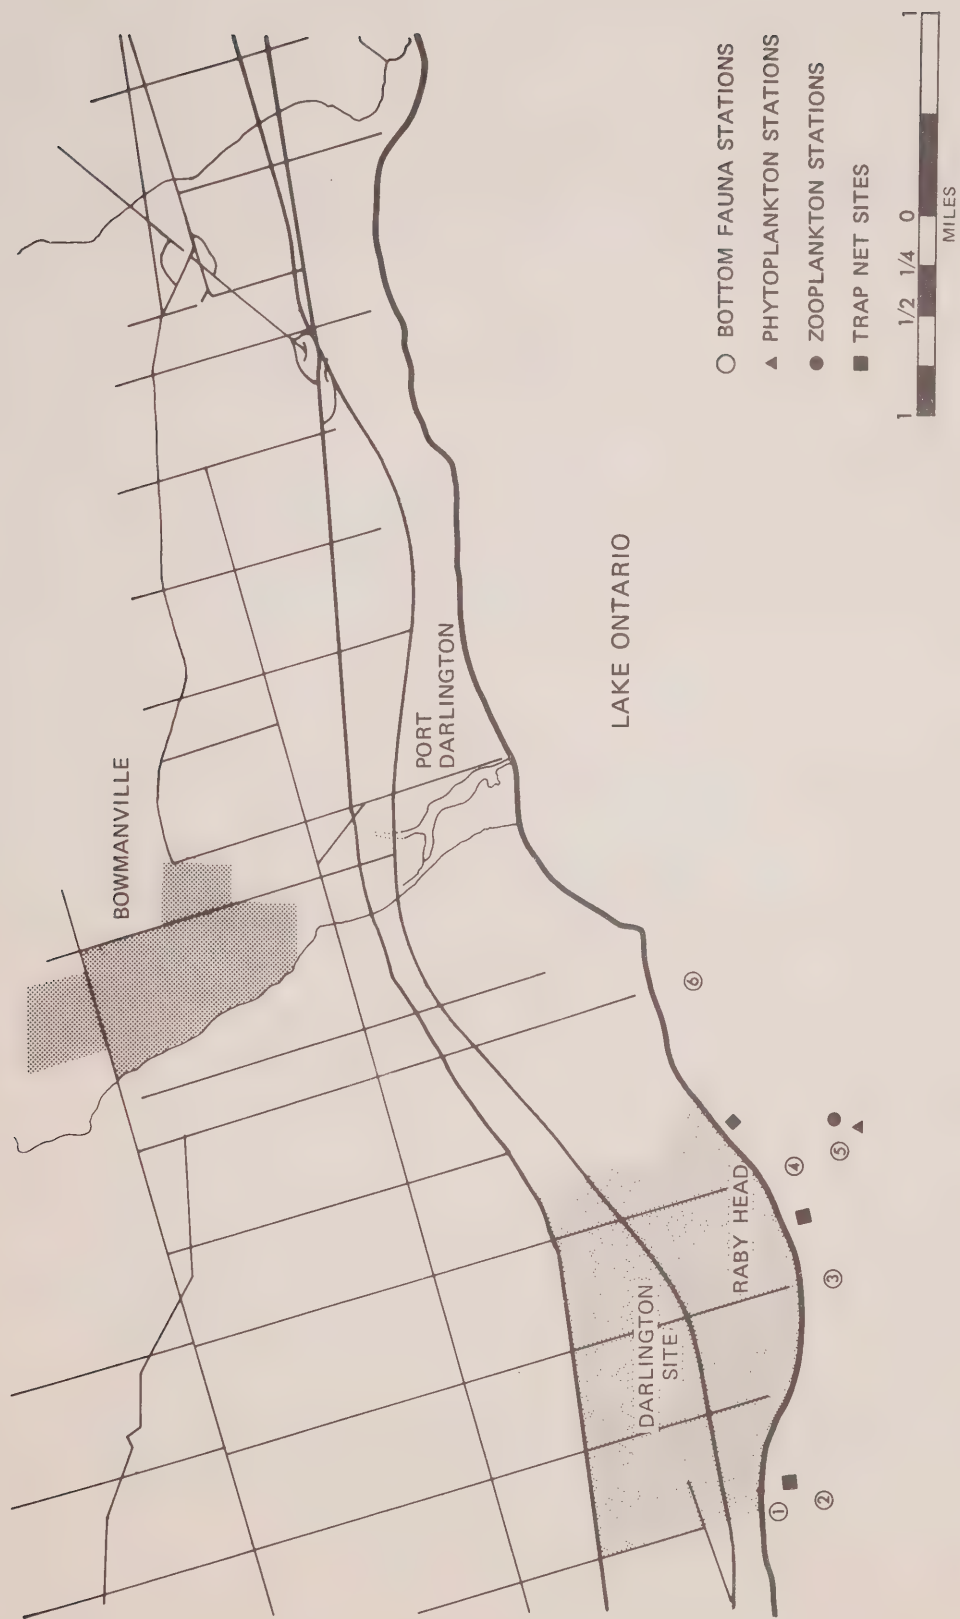 BOWMANVILLE
PORT
DARLINGTON
LAKE ONTARIO
DARLINGTON
SITE
RABY HEAD
1
2
3
4
5
6
○ BOTTOM FAUNA STATIONS
▲ PHYTOPLANKTON STATIONS
● ZOOPLANKTON STATIONS
■ TRAP NET SITES
1 1/2 1/4 0 1
MILES